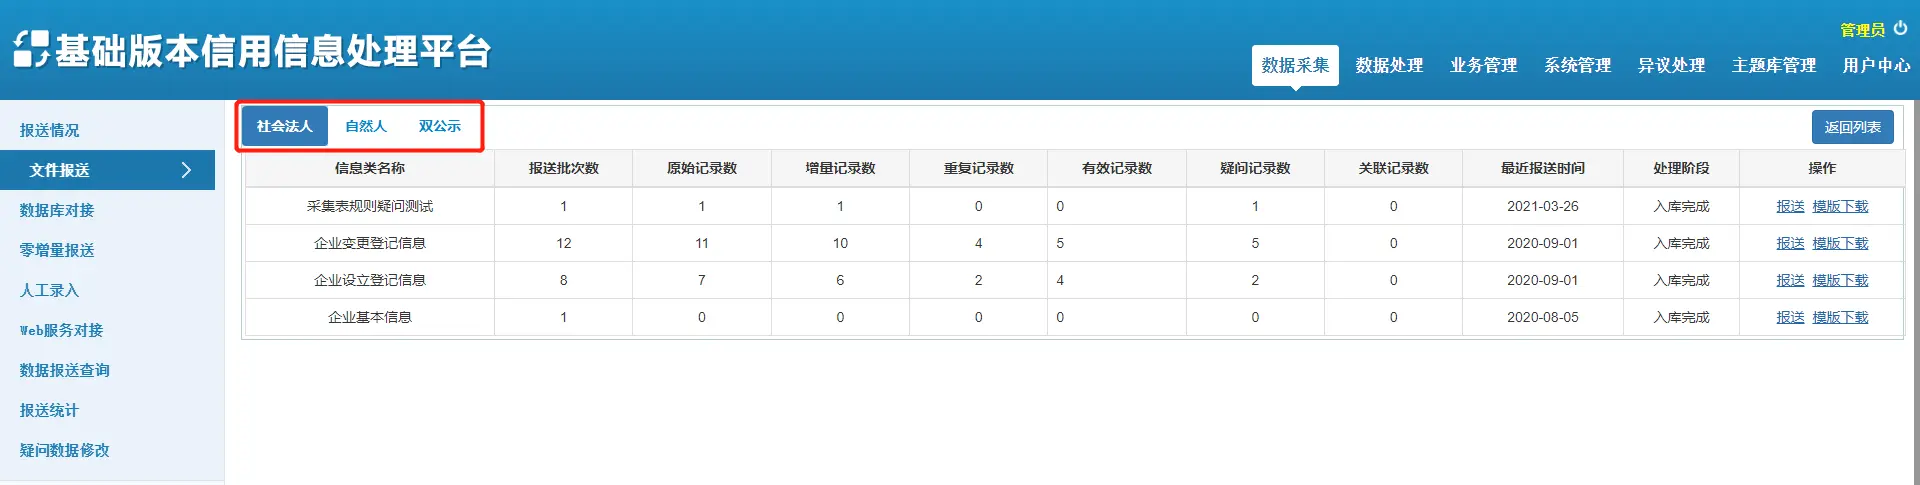 基础版本信用信息处理平台
管理员
数据采集 数据处理 业务管理 系统管理 异议处理 主题库管理 用户中心
报送情况
文件报送
数据库对接
零增量报送
人工录入
Web服务对接
数据报送查询
报送统计
疑问数据修改
社会法人 自然人 双公示
返回列表
信息类名称 报送批次数 原始记录数 增量记录数 重复记录数 有效记录数 疑问记录数 关联记录数 最近报送时间 处理阶段 操作
采集表规则疑问测试 1 1 1 0 0 1 0 2021-03-26 入库完成 报送 模版下载
企业变更登记信息 12 11 10 4 5 5 0 2020-09-01 入库完成 报送 模版下载
企业设立登记信息 8 7 6 2 4 2 0 2020-09-01 入库完成 报送 模版下载
企业基本信息 1 0 0 0 0 0 0 2020-08-05 入库完成 报送 模版下载